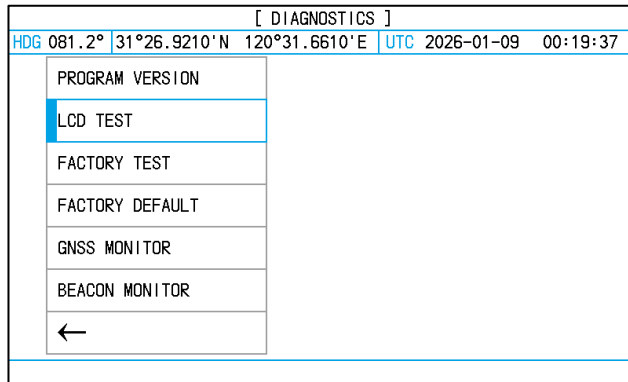 [ DIAGNOSTICS ]
HDG 081.2° 31°26.9210'N 120°31.6610'E UTC 2026-01-09 00:19:37
PROGRAM VERSION
LCD TEST
FACTORY TEST
FACTORY DEFAULT
GNSS MONITOR
BEACON MONITOR
←